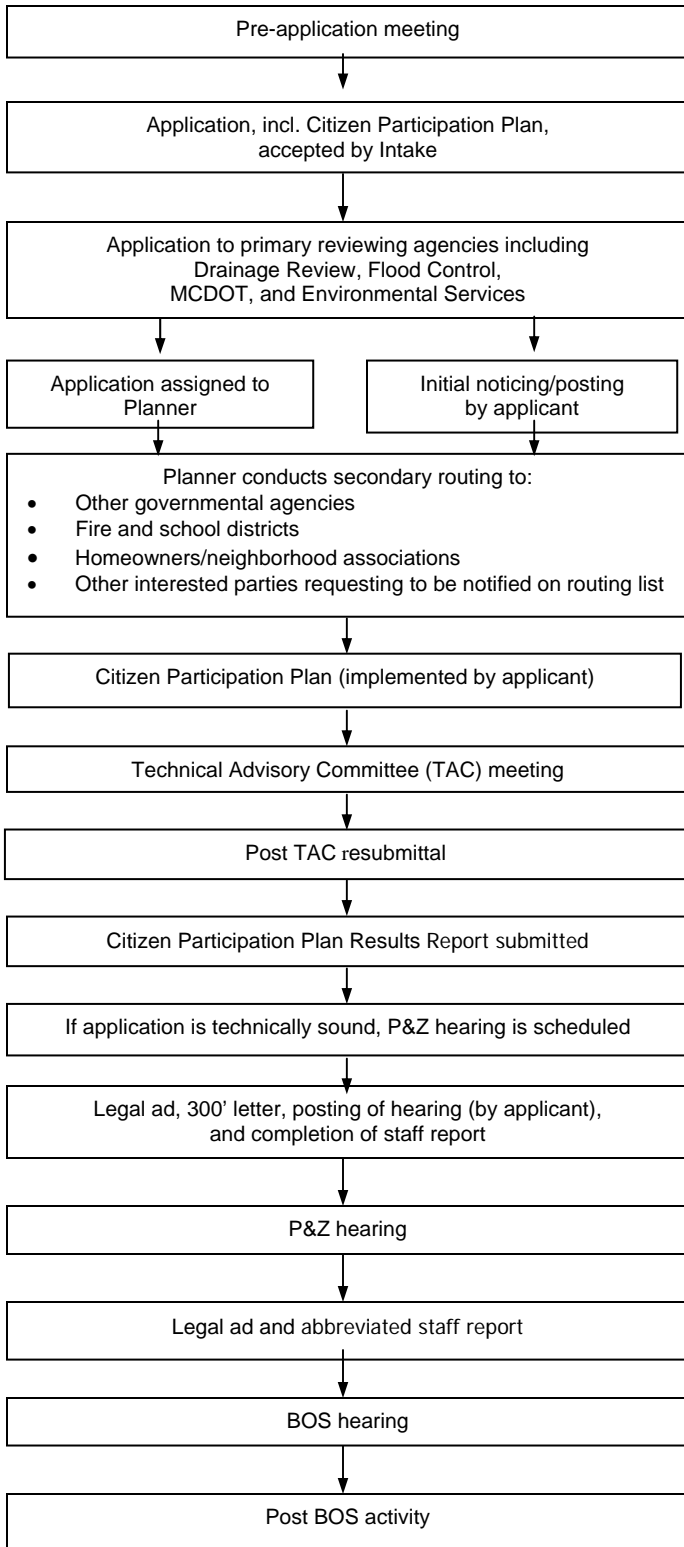 Pre-application meeting
Application, incl. Citizen Participation Plan,
accepted by Intake
Application to primary reviewing agencies including
Drainage Review, Flood Control,
MCDOT, and Environmental Services
Application assigned to
Planner
Initial noticing/posting
by applicant
Planner conducts secondary routing to:
• Other governmental agencies
• Fire and school districts
• Homeowners/neighborhood associations
• Other interested parties requesting to be notified on routing list
Citizen Participation Plan (implemented by applicant)
Technical Advisory Committee (TAC) meeting
Post TAC resubmittal
Citizen Participation Plan Results Report submitted
If application is technically sound, P&Z hearing is scheduled
Legal ad, 300’ letter, posting of hearing (by applicant),
and completion of staff report
P&Z hearing
Legal ad and abbreviated staff report
BOS hearing
Post BOS activity